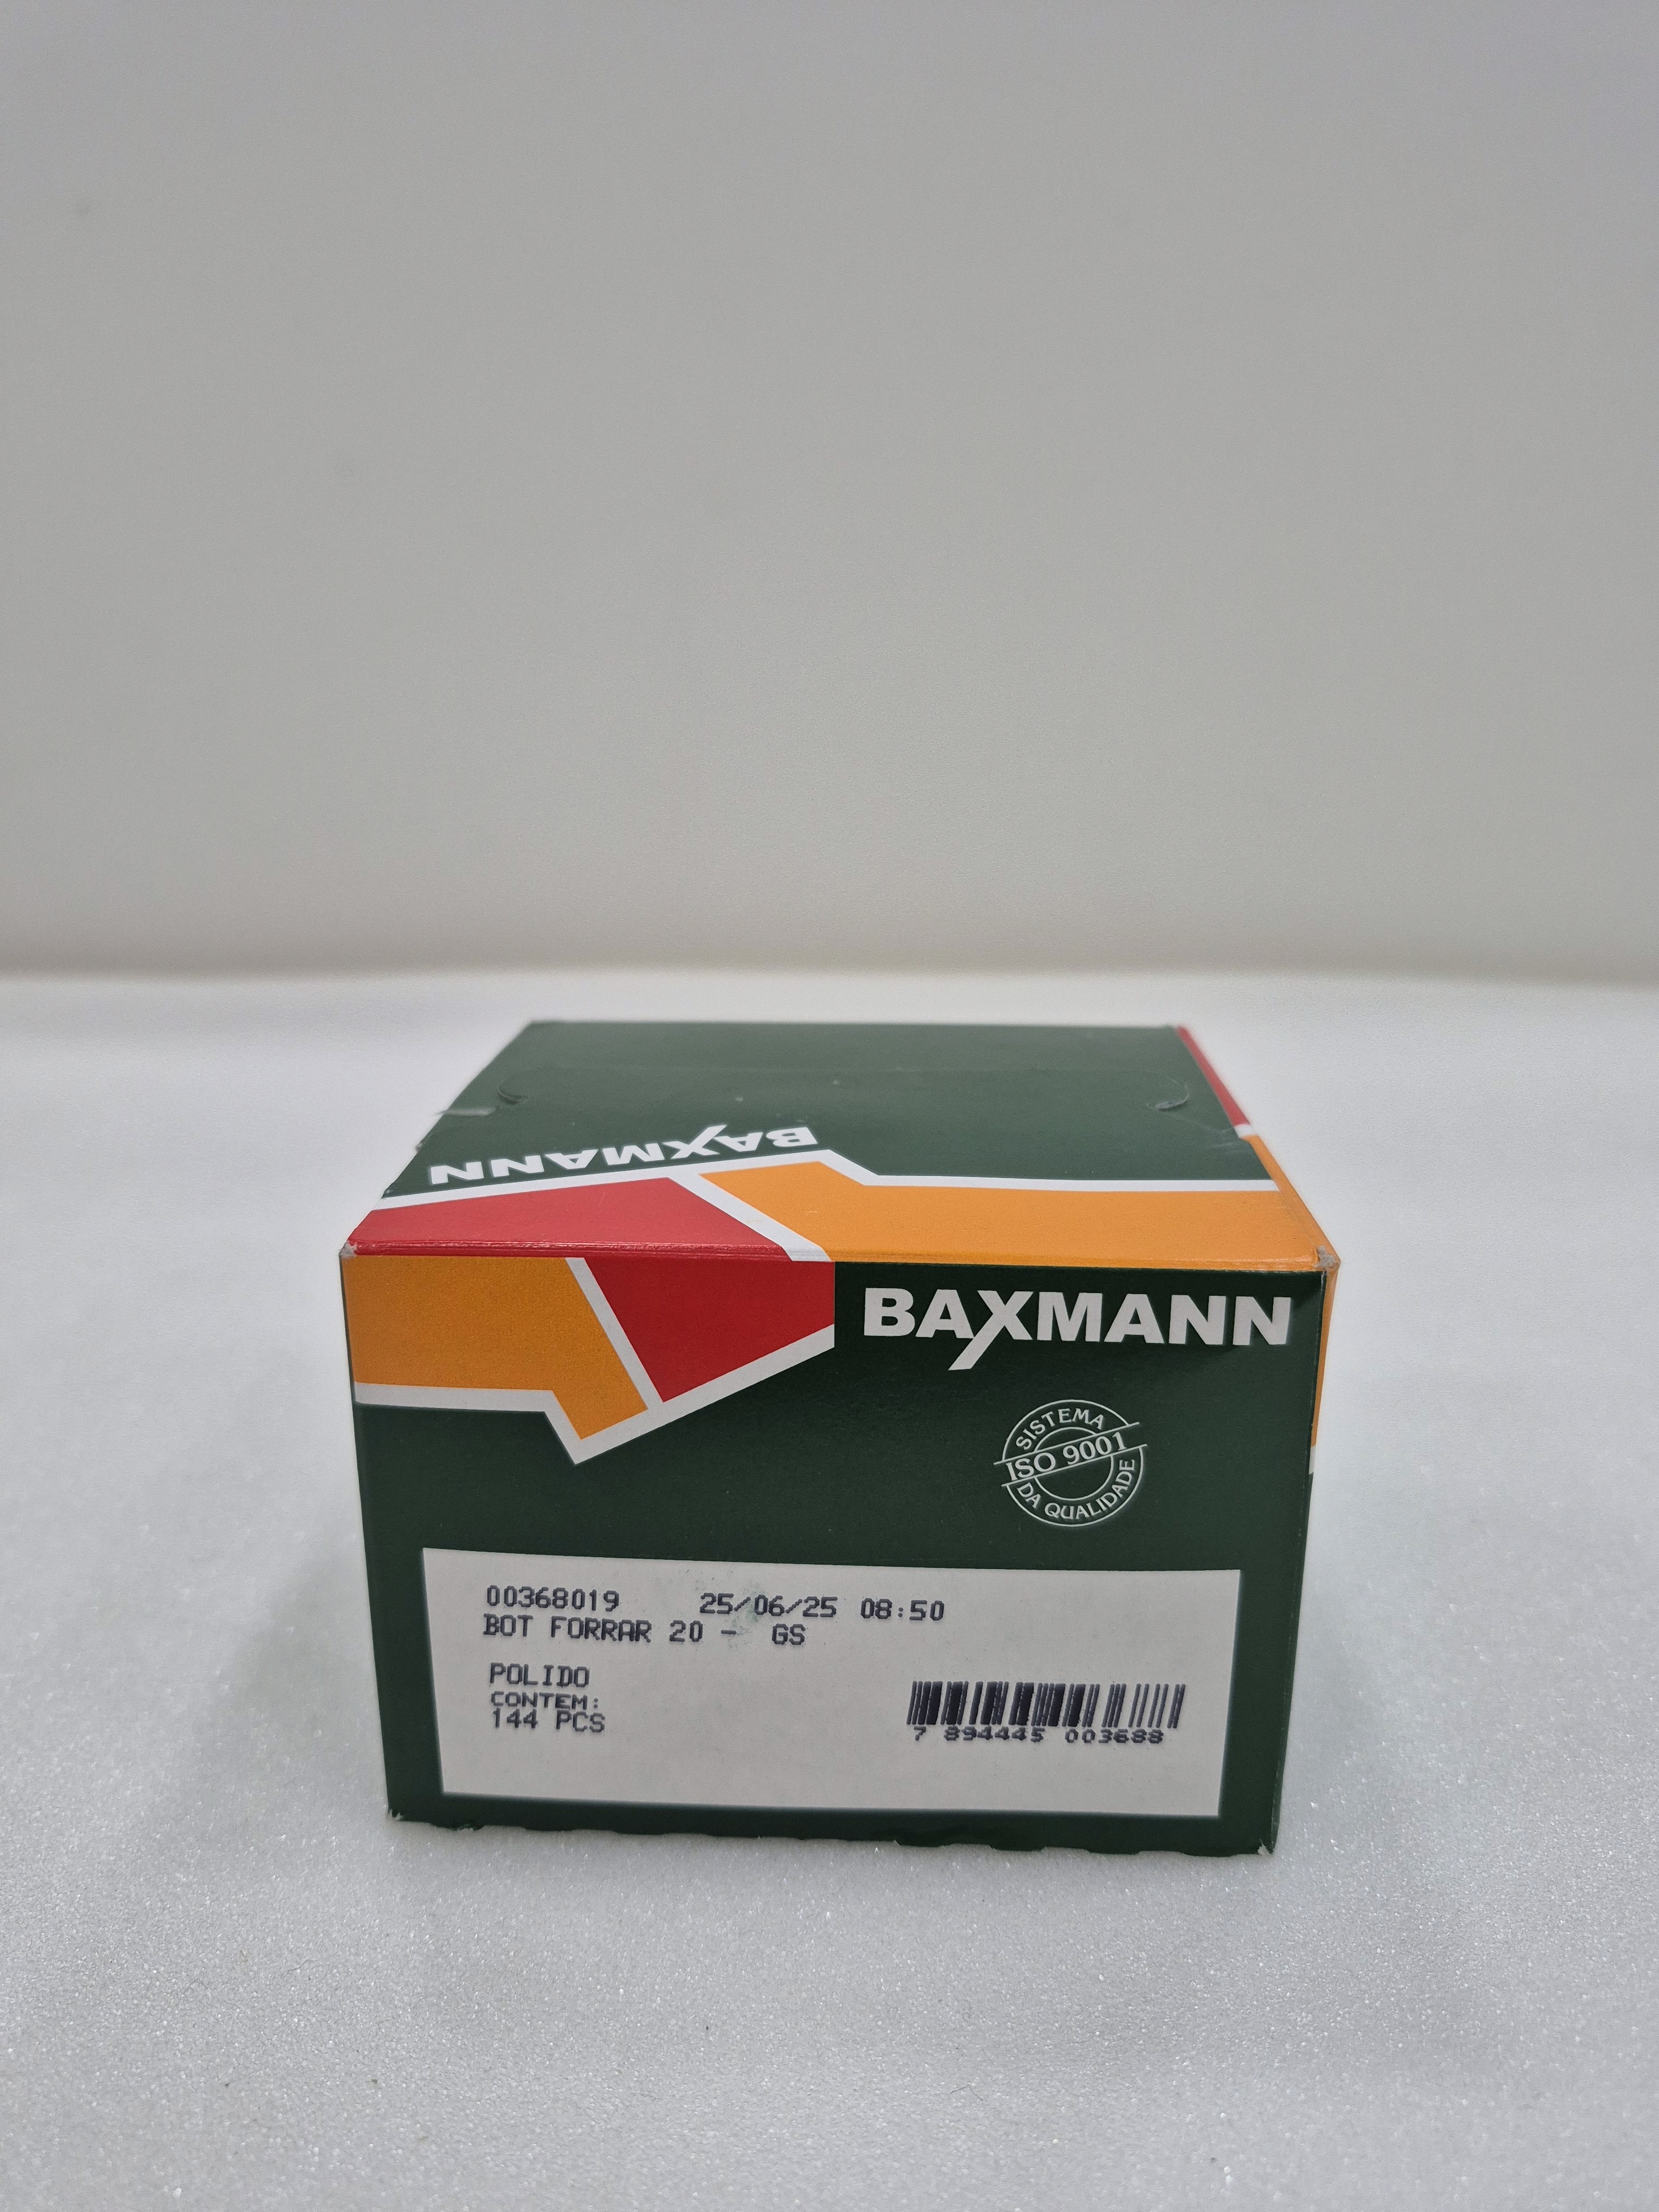 BAXMANN
BAXMANN
SISTEMA
ISO 9001
DA QUALIDADE
00368019 25/06/25 08:50
BOT FORRAR 20 - GS
POLIDO
CONTEM:
144 PCS
7 894445 003688